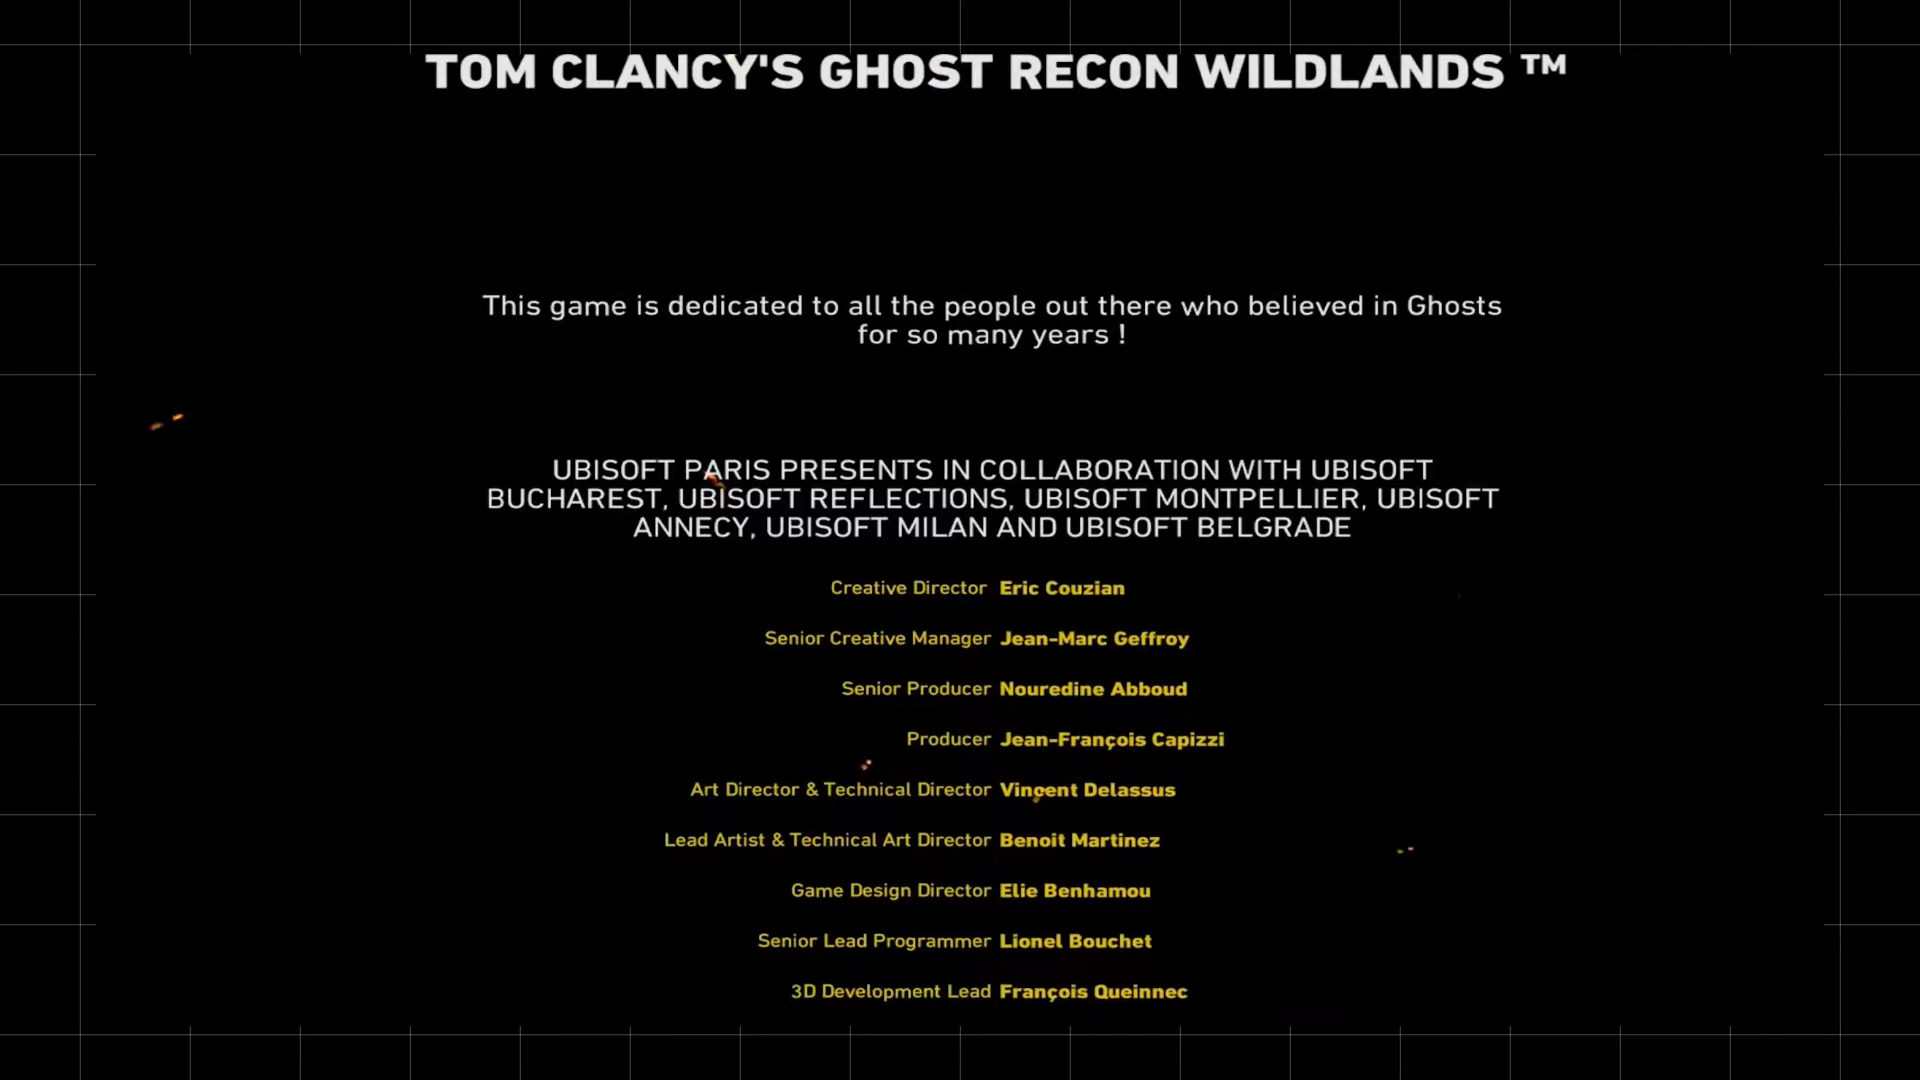 TOM CLANCY'S GHOST RECON WILDLANDS ™
This game is dedicated to all the people out there who believed in Ghosts
for so many years !
UBISOFT PARIS PRESENTS IN COLLABORATION WITH UBISOFT
BUCHAREST, UBISOFT REFLECTIONS, UBISOFT MONTPELLIER, UBISOFT
ANNECY, UBISOFT MILAN AND UBISOFT BELGRADE
Creative Director Eric Couzian
Senior Creative Manager Jean-Marc Geffroy
Senior Producer Nouredine Abboud
Producer Jean-François Capizzi
Art Director & Technical Director Vincent Delassus
Lead Artist & Technical Art Director Benoit Martinez
Game Design Director Elie Benhamou
Senior Lead Programmer Lionel Bouchet
3D Development Lead François Queinnec